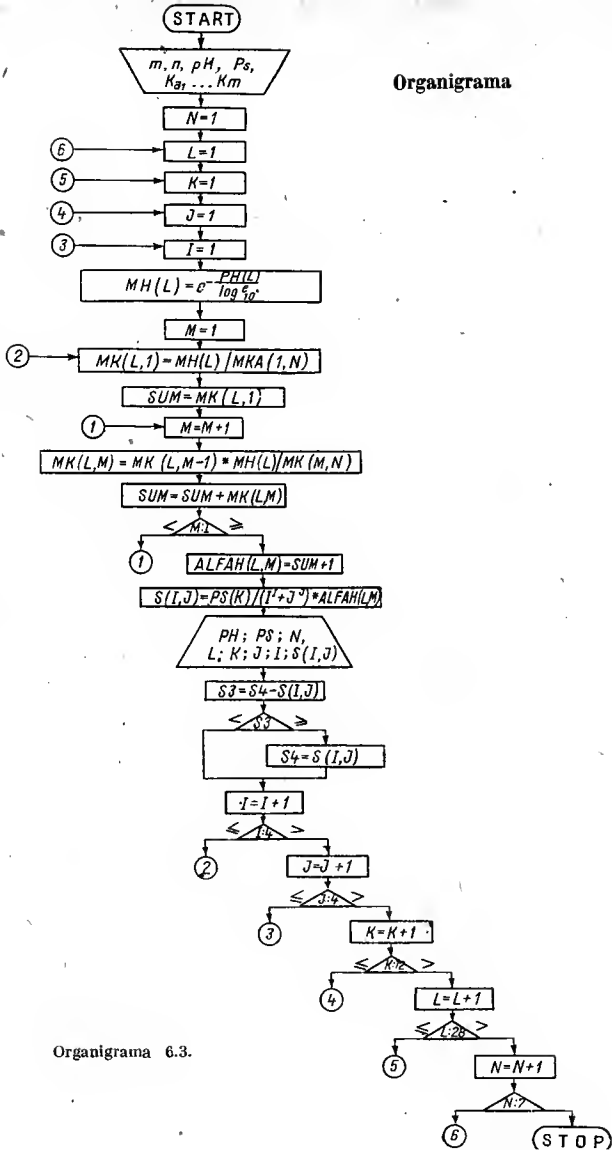 START
m, n, pH, Ps,
Ka1 ... Km
Organigrama
N=1
6
L=1
5
K=1
4
J=1
3
I=1
MH(L) = e^-PH(L)/log e 10
M=1
2
MK(L,1)=MH(L)/MKA(1,N)
SUM=MK(L,1)
1
M=M+1
MK(L,M)=MK(L,M-1)*MH(L)/MK(M,N)
SUM=SUM+MK(L,M)
< M:I ⩾
1
ALFAH(L,M)=SUM+1
S(I,J)=PS(K)/(I^J+J^J)*ALFAH(L,M)
PH; PS; N,
L; K; J; I; S(I,J)
S3=S4-S(I,J)
< S3 ⩾
S4=S(I,J)
I=I+1
⩽ I:4 >
2
J=J+1
⩽ J:4 >
3
K=K+1
⩽ K:12 >
4
L=L+1
⩽ L:28 >
5
Organigrama 6.3.
N=N+1
N:7
6
STOP